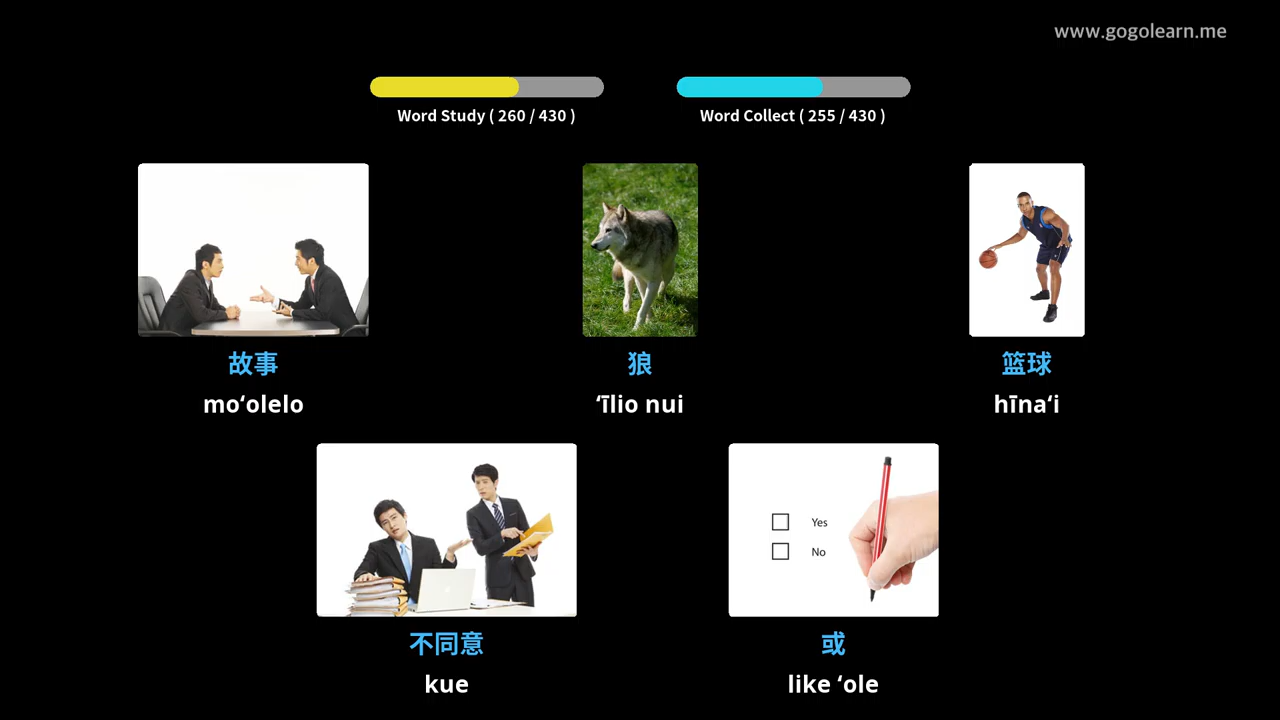 www.gogolearn.me
Word Study ( 260 / 430 )
Word Collect ( 255 / 430 )
故事
moʻolelo
狼
ʻīlio nui
篮球
hīnaʻi
Yes
No
不同意
kue
或
like ʻole